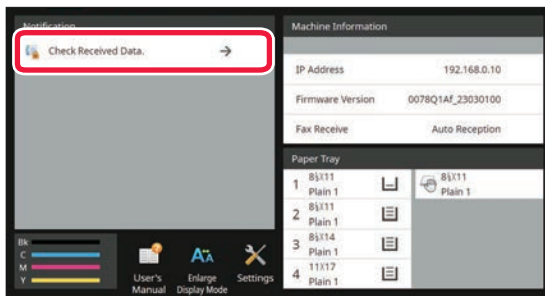 Notification
Check Received Data.
Machine Information
IP Address 192.168.0.10
Firmware Version 0078Q1Af_23030100
Fax Receive Auto Reception
Paper Tray
1 8½X11
Plain 1
8½X11
Plain 1
2 8½X11
Plain 1
3 8½X14
Plain 1
4 11X17
Plain 1
Bk
C
M
Y
User's
Manual
Enlarge
Display Mode
Settings